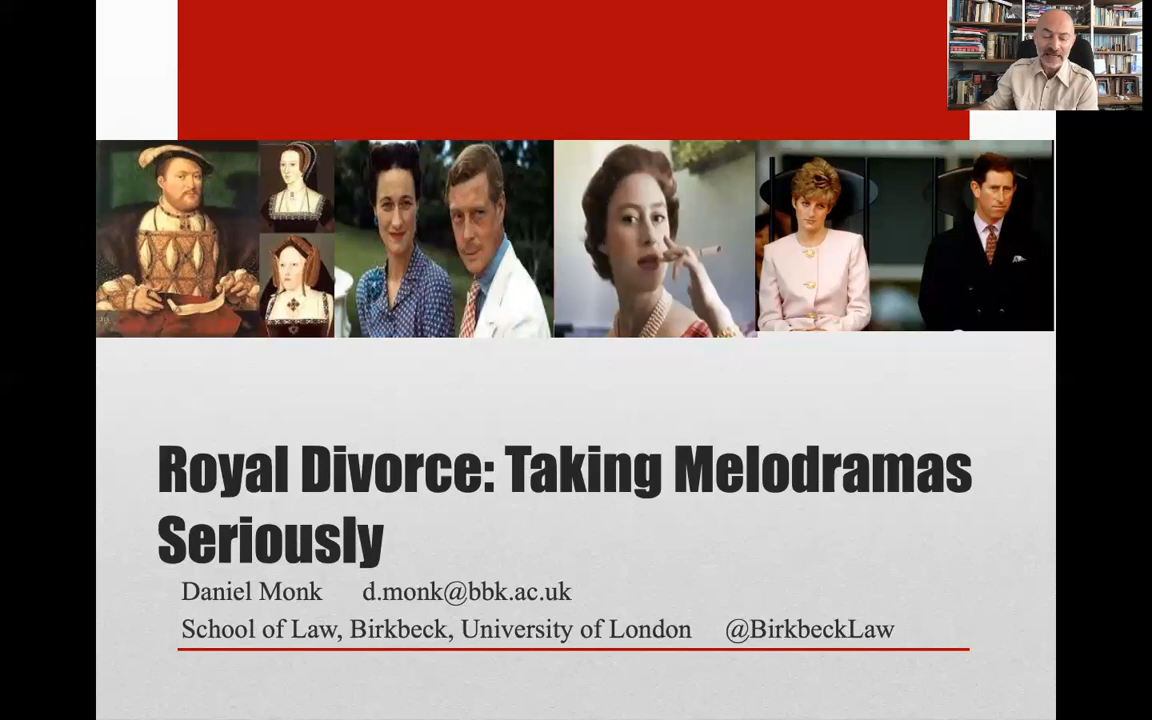 Royal Divorce: Taking Melodramas
Seriously
Daniel Monk d.monk@bbk.ac.uk
School of Law, Birkbeck, University of London @BirkbeckLaw